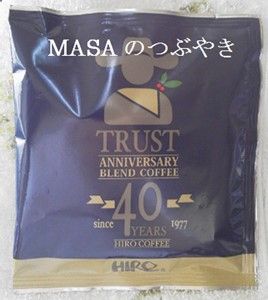 MASA のつぶやき
TRUST
ANNIVERSARY
BLEND COFFEE
since 40 1977
YEARS
HIRO COFFEE
HIRO